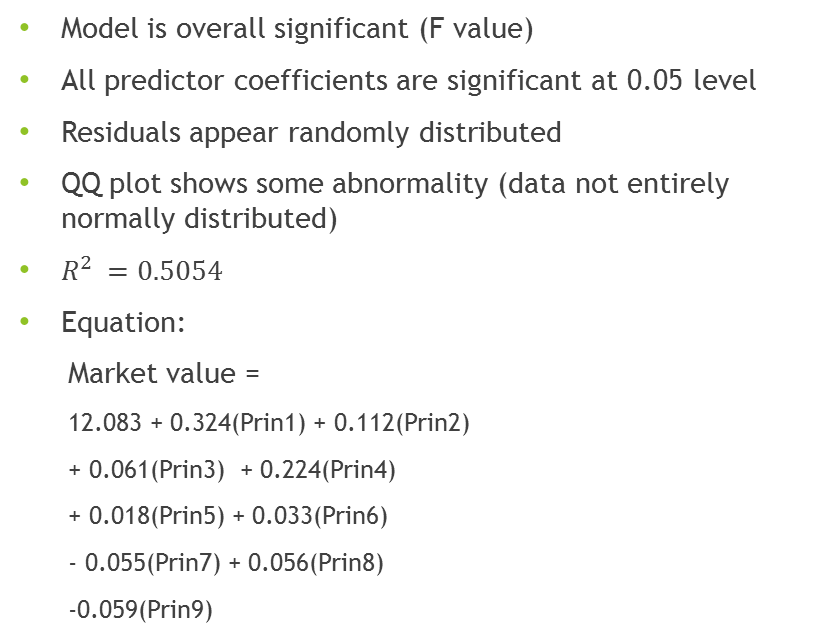 • Model is overall significant (F value)
• All predictor coefficients are significant at 0.05 level
• Residuals appear randomly distributed
• QQ plot shows some abnormality (data not entirely
normally distributed)
• R² = 0.5054
• Equation:
Market value =
12.083 + 0.324(Prin1) + 0.112(Prin2)
+ 0.061(Prin3) + 0.224(Prin4)
+ 0.018(Prin5) + 0.033(Prin6)
- 0.055(Prin7) + 0.056(Prin8)
-0.059(Prin9)